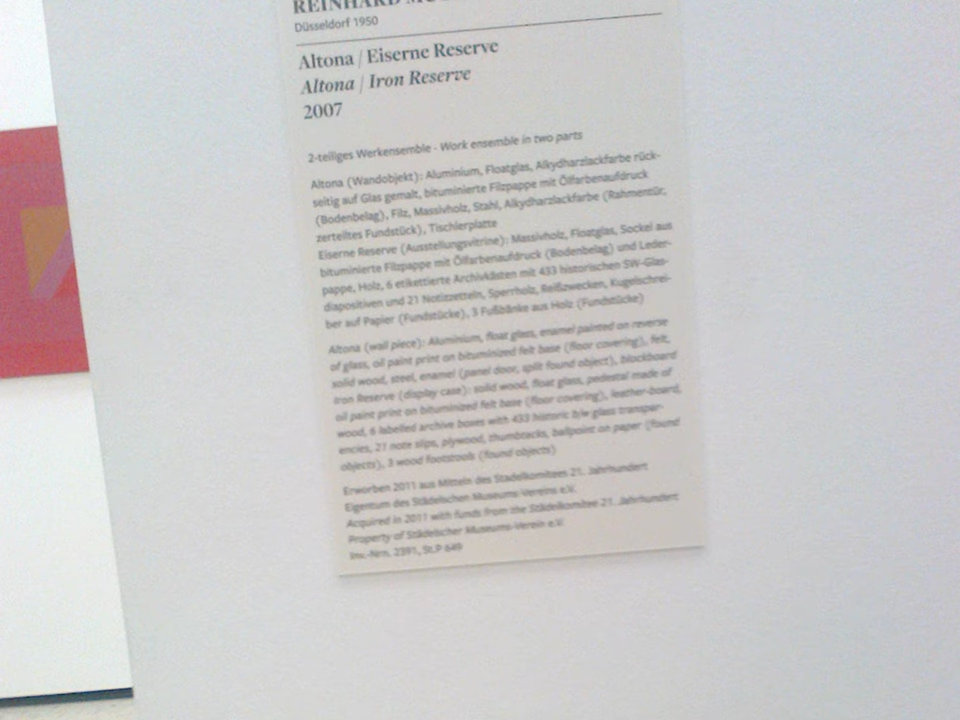 REINHARD
Düsseldorf 1950
Altona / Eiserne Reserve
Altona / Iron Reserve
2007
2-teiliges Werkensemble - Work ensemble in two parts
Altona (Wandobjekt): Aluminium, Floatglas, Alkydharzlackfarbe rück-
seitig auf Glas gemalt, bituminierte Filzpappe mit Ölfarbenaufdruck
(Bodenbelag), Filz, Massivholz, Stahl, Alkydharzlackfarbe (Rahmentür,
zerteiltes Fundstück), Tischlerplatte
Eiserne Reserve (Ausstellungsvitrine): Massivholz, Floatglas, Sockel aus
bituminierte Filzpappe mit Ölfarbenaufdruck (Bodenbelag) und Leder-
pappe, Holz, 6 etikettierte Archivkästen mit 433 historischen SW-Glas-
diapositiven und 21 Notizzetteln, Sperrholz, Reißzwecken, Kugelschrei-
ber auf Papier (Fundstücke), 3 Fußbänke aus Holz (Fundstücke)
Altona (wall piece): Aluminium, float glass, enamel painted on reverse
of glass, oil paint print on bituminized felt base (floor covering), felt,
solid wood, steel, enamel (panel door, split found object), blockboard
Iron Reserve (display case): solid wood, float glass, pedestal made of
oil paint print on bituminized felt base (floor covering), leather-board,
wood, 6 labelled archive boxes with 433 historic b/w glass transpar-
encies, 21 note slips, plywood, thumbtacks, ballpoint on paper (found
objects), 3 wood footstools (found objects)
Erworben 2011 aus Mitteln des Städelkomitees 21. Jahrhundert
Eigentum des Städelschen Museums-Vereins e.V.
Acquired in 2011 with funds from the Städelkomitee 21. Jahrhundert
Property of Städelscher Museums-Verein e.V.
Inv.-Nrn. 2391, St.P 649